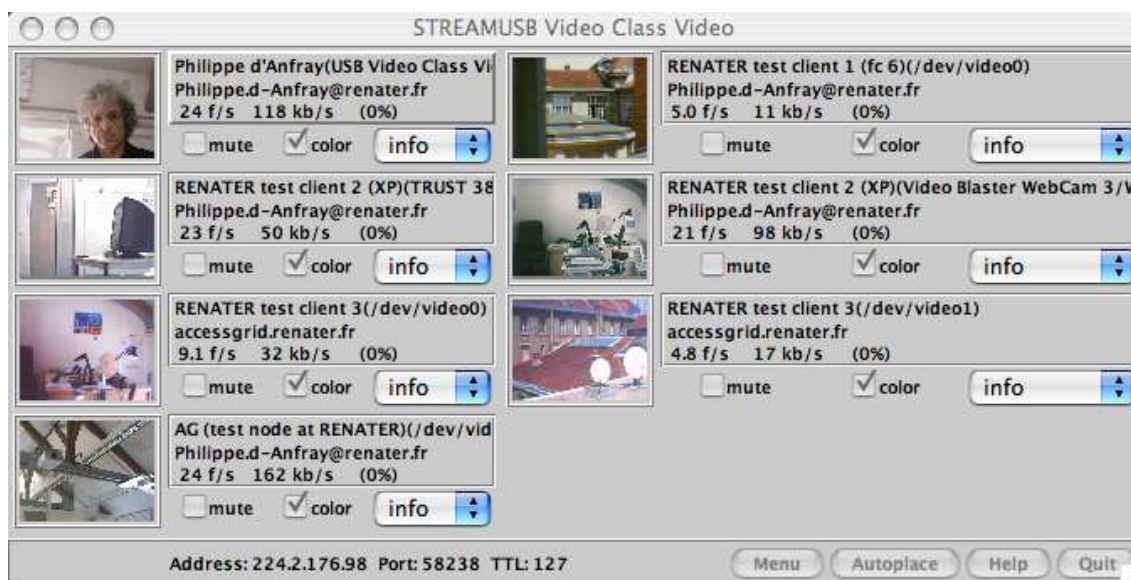 STREAMUSB Video Class Video
Philippe d'Anfray(USB Video Class Vi
Philippe.d-Anfray@renater.fr
24 f/s 118 kb/s (0%)
mute color info
RENATER test client 1 (fc 6)(/dev/video0)
Philippe.d-Anfray@renater.fr
5.0 f/s 11 kb/s (0%)
mute color info
RENATER test client 2 (XP)(TRUST 38
Philippe.d-Anfray@renater.fr
23 f/s 50 kb/s (0%)
mute color info
RENATER test client 2 (XP)(Video Blaster WebCam 3/W
Philippe.d-Anfray@renater.fr
21 f/s 98 kb/s (0%)
mute color info
RENATER test client 3(/dev/video0)
accessgrid.renater.fr
9.1 f/s 32 kb/s (0%)
mute color info
RENATER test client 3(/dev/video1)
accessgrid.renater.fr
4.8 f/s 17 kb/s (0%)
mute color info
AG (test node at RENATER)(/dev/vid
Philippe.d-Anfray@renater.fr
24 f/s 162 kb/s (0%)
mute color info
Address: 224.2.176.98 Port: 58238 TTL: 127 Menu Autoplace Help Quit